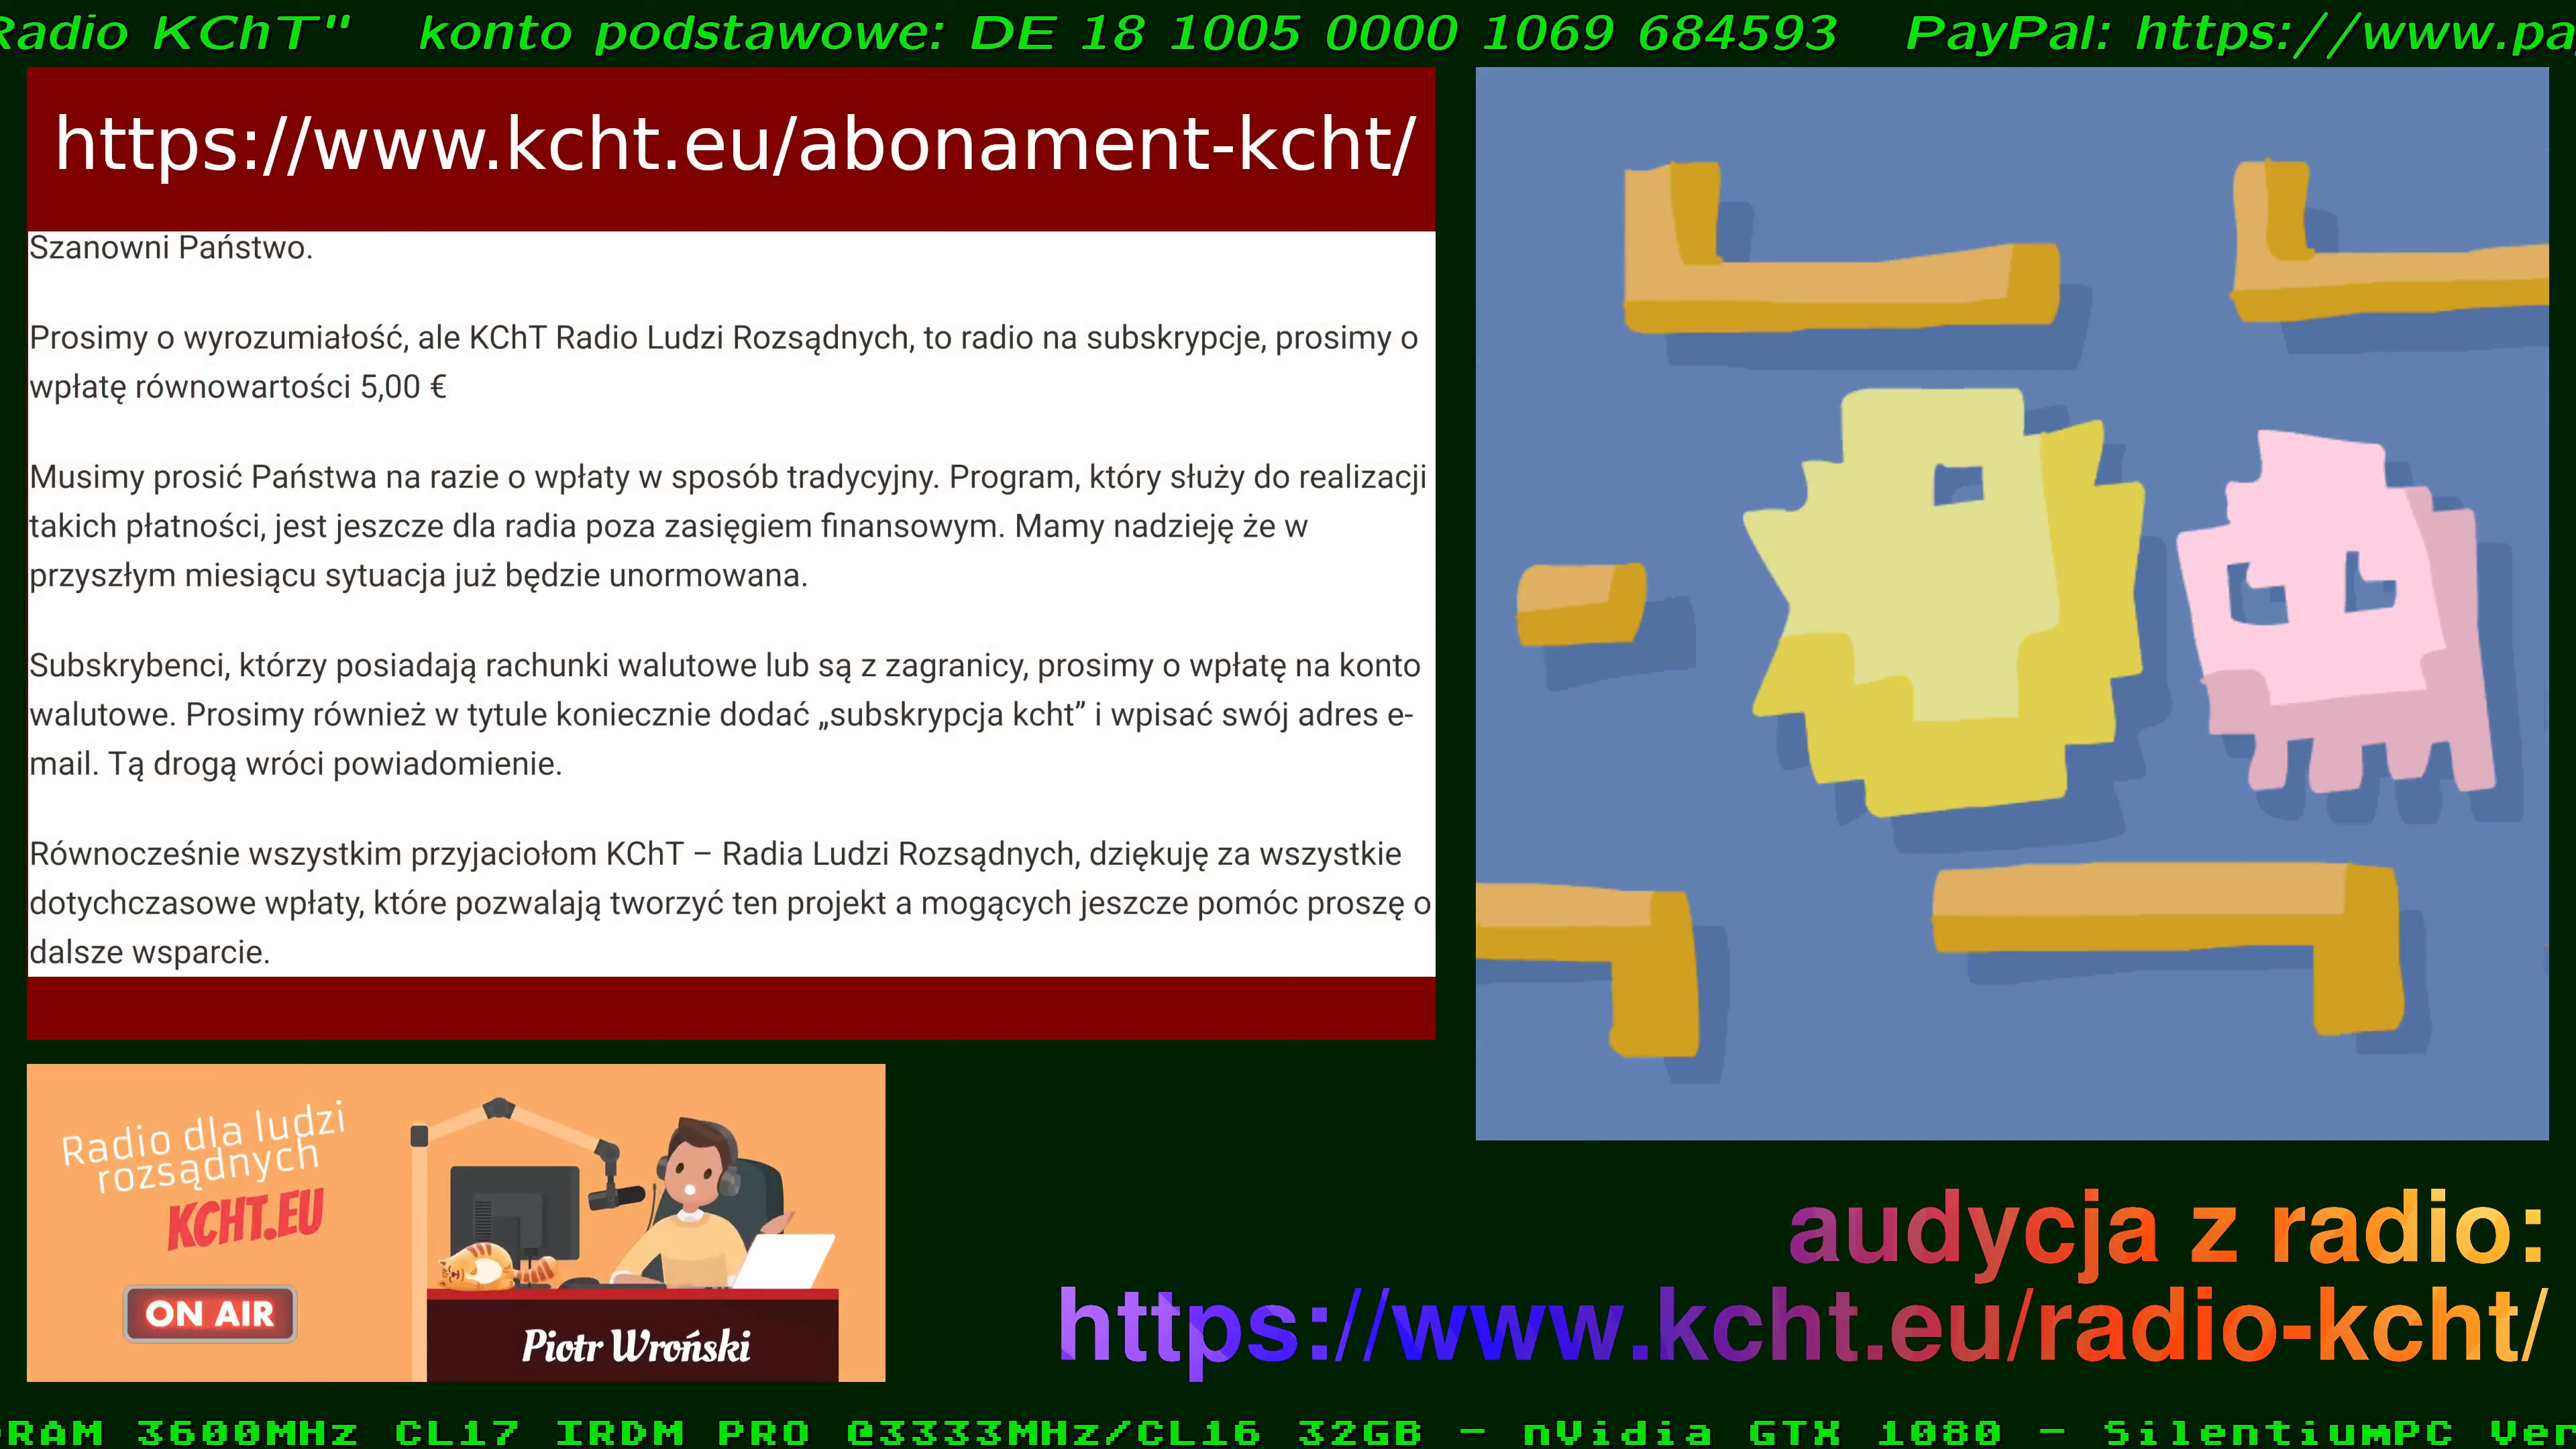 Radio KChT" konto podstawowe: DE 18 1005 0000 1069 684593 PayPal: https://www.pa
https://www.kcht.eu/abonament-kcht/
Szanowni Państwo.
Prosimy o wyrozumiałość, ale KChT Radio Ludzi Rozsądnych, to radio na subskrypcje, prosimy o
wpłatę równowartości 5,00 €
Musimy prosić Państwa na razie o wpłaty w sposób tradycyjny. Program, który służy do realizacji
takich płatności, jest jeszcze dla radia poza zasięgiem finansowym. Mamy nadzieję że w
przyszłym miesiącu sytuacja już będzie unormowana.
Subskrybenci, którzy posiadają rachunki walutowe lub są z zagranicy, prosimy o wpłatę na konto
walutowe. Prosimy również w tytule koniecznie dodać „subskrypcja kcht” i wpisać swój adres e-
mail. Tą drogą wróci powiadomienie.
Równocześnie wszystkim przyjaciołom KChT – Radia Ludzi Rozsądnych, dziękuję za wszystkie
dotychczasowe wpłaty, które pozwalają tworzyć ten projekt a mogących jeszcze pomóc proszę o
dalsze wsparcie.
Radio dla ludzi
rozsądnych
KCHT.EU
ON AIR
Piotr Wroński
audycja z radio:
https://www.kcht.eu/radio-kcht/
RAM 3600MHz CL17 IRDM PRO @3333MHz/CL16 32GB - nVidia GTX 1080 - SilentiumPC Ver